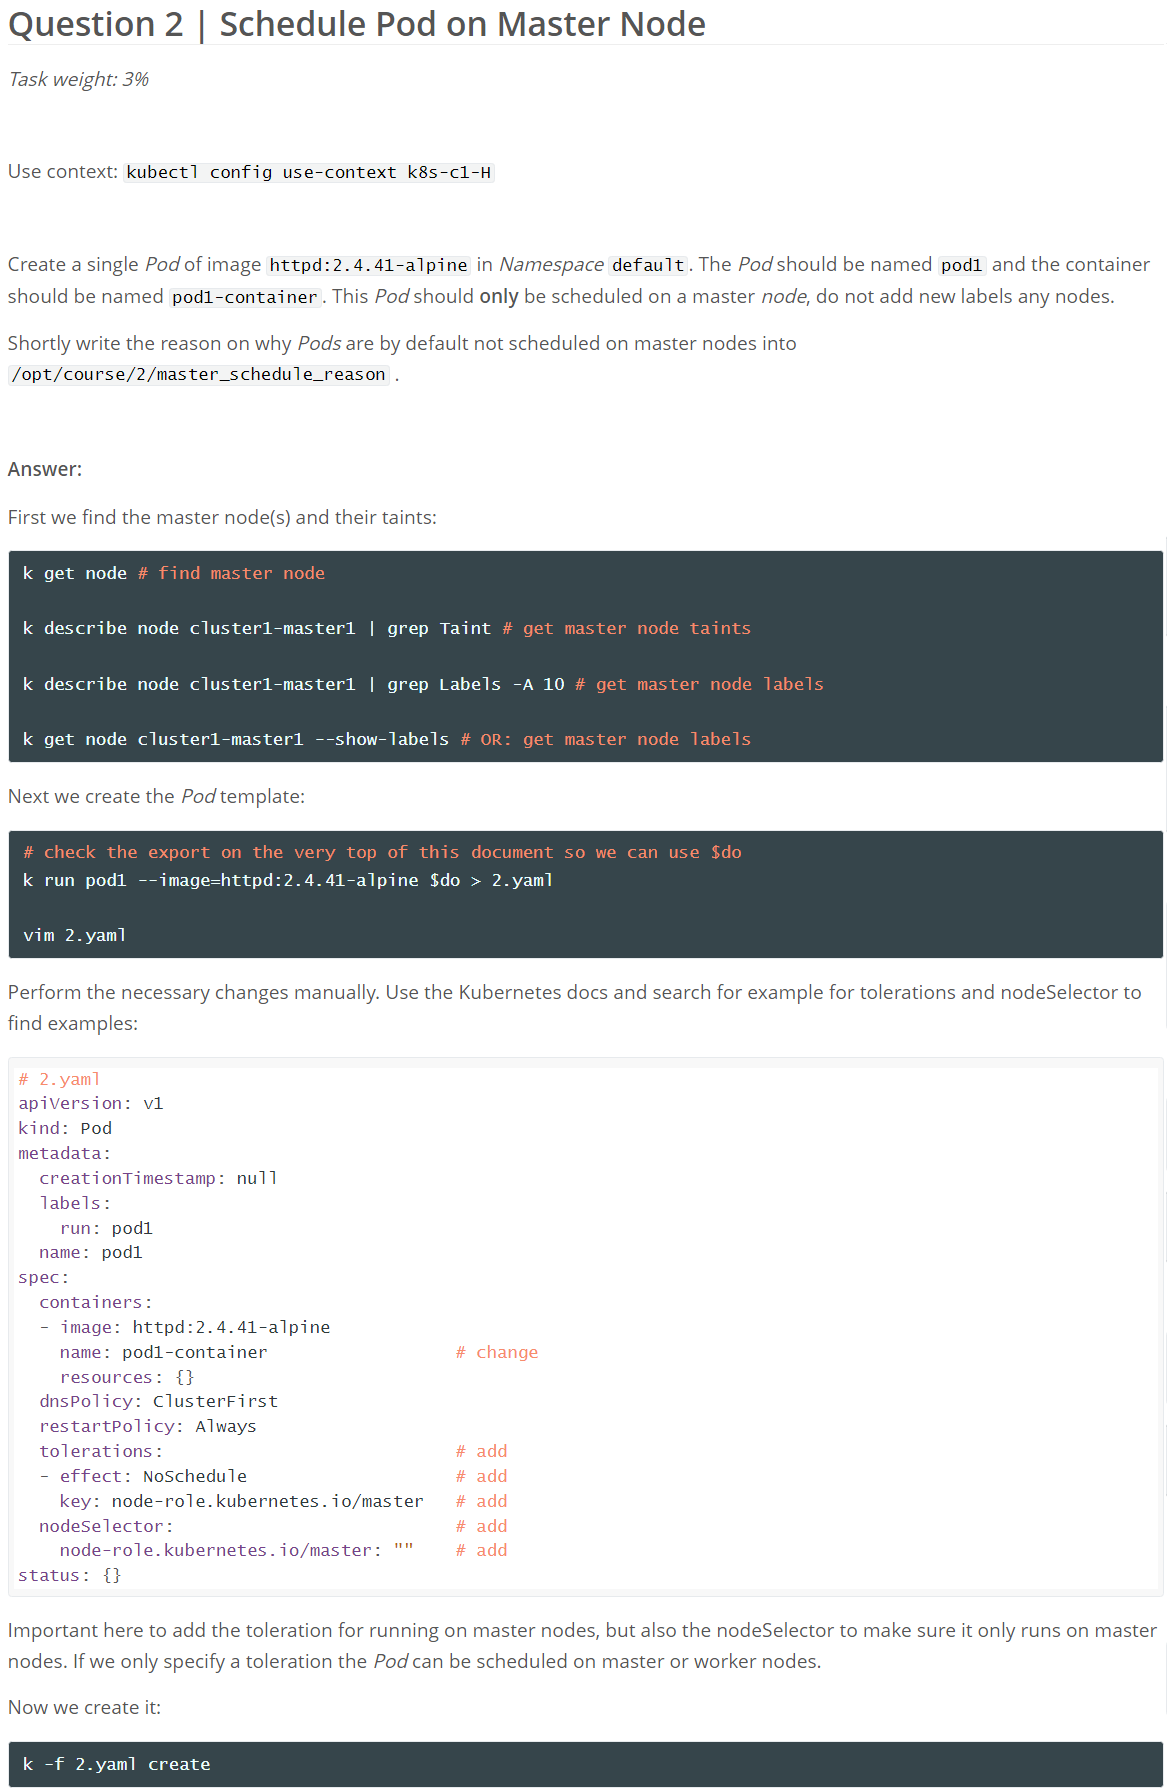 Question 2 | Schedule Pod on Master Node
Task weight: 3%
Use context: kubectl config use-context k8s-c1-H
Create a single Pod of image httpd:2.4.41-alpine in Namespace default. The Pod should be named pod1 and the container
should be named pod1-container. This Pod should only be scheduled on a master node, do not add new labels any nodes.
Shortly write the reason on why Pods are by default not scheduled on master nodes into
/opt/course/2/master_schedule_reason .
Answer:
First we find the master node(s) and their taints:
k get node # find master node
k describe node cluster1-master1 | grep Taint # get master node taints
k describe node cluster1-master1 | grep Labels -A 10 # get master node labels
k get node cluster1-master1 --show-labels # OR: get master node labels
Next we create the Pod template:
# check the export on the very top of this document so we can use $do
k run pod1 --image=httpd:2.4.41-alpine $do > 2.yaml
vim 2.yaml
Perform the necessary changes manually. Use the Kubernetes docs and search for example for tolerations and nodeSelector to
find examples:
# 2.yaml
apiVersion: v1
kind: Pod
metadata:
  creationTimestamp: null
  labels:
    run: pod1
  name: pod1
spec:
  containers:
  - image: httpd:2.4.41-alpine
    name: pod1-container                  # change
    resources: {}
  dnsPolicy: ClusterFirst
  restartPolicy: Always
  tolerations:                            # add
  - effect: NoSchedule                    # add
    key: node-role.kubernetes.io/master   # add
  nodeSelector:                           # add
    node-role.kubernetes.io/master: ""    # add
status: {}
Important here to add the toleration for running on master nodes, but also the nodeSelector to make sure it only runs on master
nodes. If we only specify a toleration the Pod can be scheduled on master or worker nodes.
Now we create it:
k -f 2.yaml create